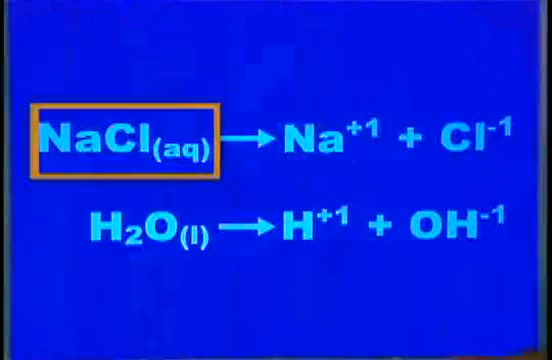 NaCl(aq) → Na⁺¹ + Cl⁻¹
H₂O(l) → H⁺¹ + OH⁻¹